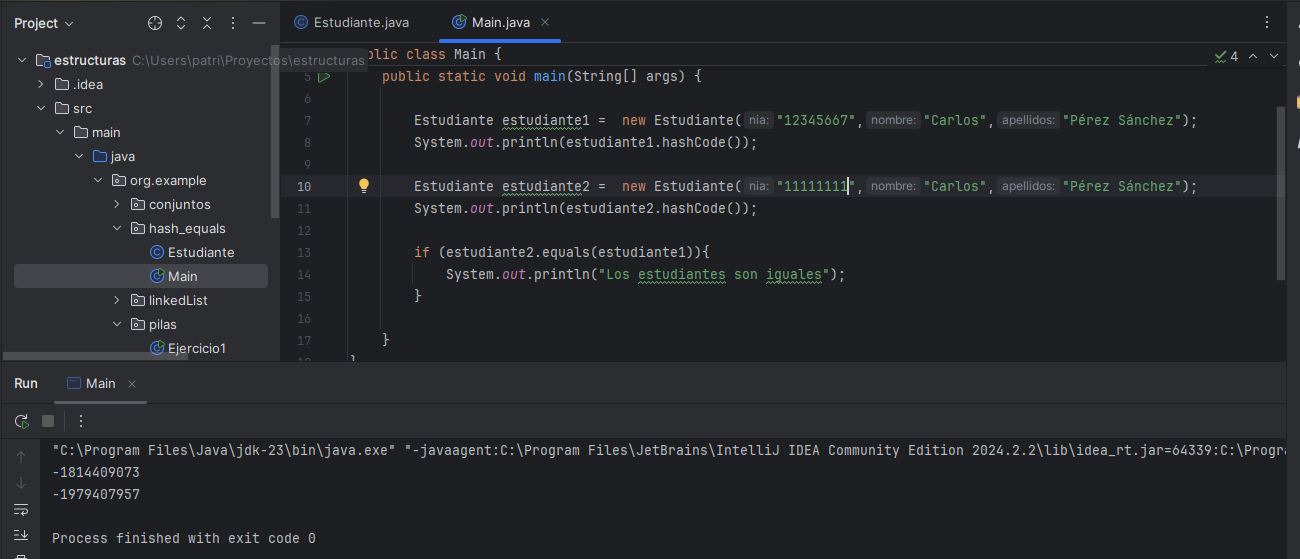 Project
estructuras C:\Users\patri\Proyectos\estructuras
.idea
src
main
java
org.example
conjuntos
hash_equals
Estudiante
Main
linkedList
pilas
Ejercicio1
Estudiante.java
Main.java
blic class Main {
4
5 public static void main(String[] args) {
6
7 Estudiante estudiante1 =  new Estudiante( nia: "12345667", nombre: "Carlos", apellidos: "Pérez Sánchez");
8 System.out.println(estudiante1.hashCode());
9
10 Estudiante estudiante2 =  new Estudiante( nia: "11111111", nombre: "Carlos", apellidos: "Pérez Sánchez");
11 System.out.println(estudiante2.hashCode());
12
13 if (estudiante2.equals(estudiante1)){
14 System.out.println("Los estudiantes son iguales");
15 }
16
17 }
Run
Main
"C:\Program Files\Java\jdk-23\bin\java.exe" "-javaagent:C:\Program Files\JetBrains\IntelliJ IDEA Community Edition 2024.2.2\lib\idea_rt.jar=64339:C:\Progra
-1814409073
-1979407957
Process finished with exit code 0